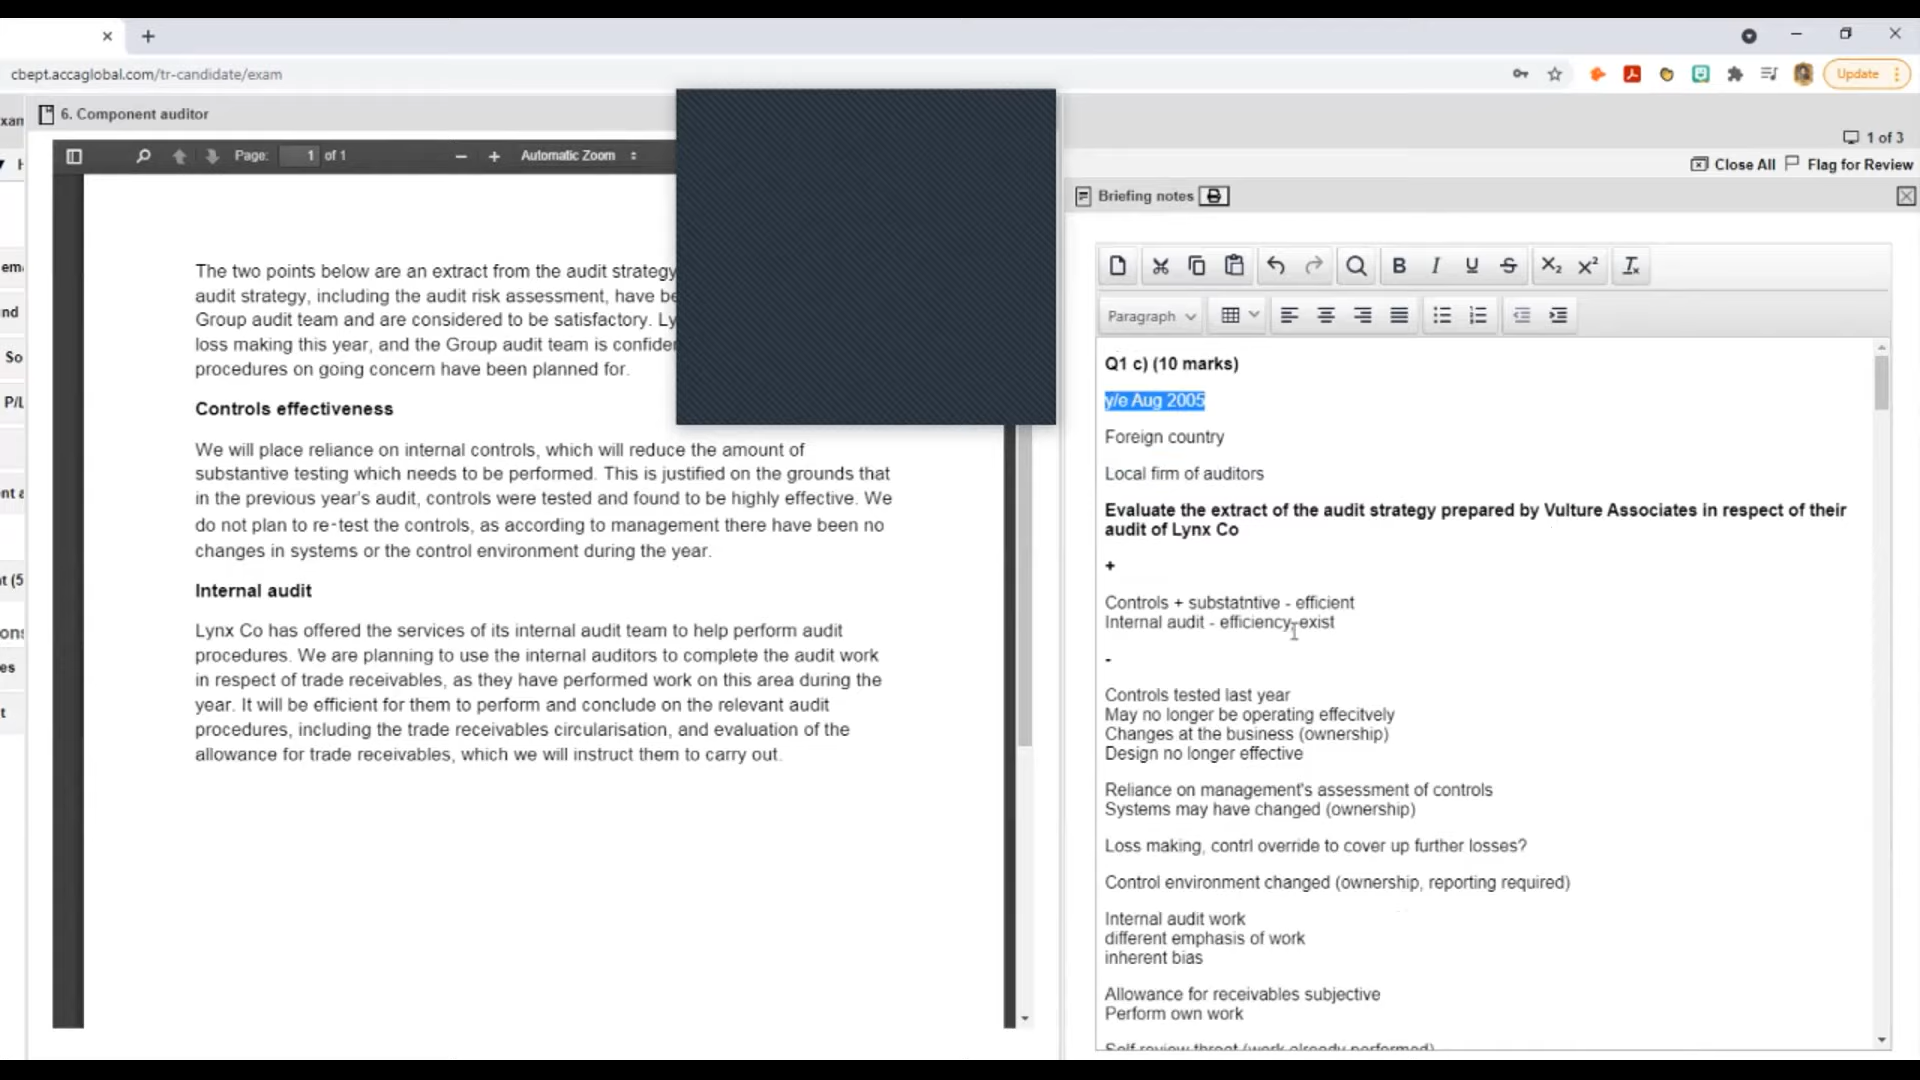 cbept.accaglobal.com/tr-candidate/exam
Update
6. Component auditor
1 of 3
Page: 1 of 1
Automatic Zoom
Close All
Flag for Review
Briefing notes
The two points below are an extract from the audit strategy
audit strategy, including the audit risk assessment, have
Group audit team and are considered to be satisfactory.
loss making this year, and the Group audit team is
procedures on going concern have been planned for.
Controls effectiveness
We will place reliance on internal controls, which will reduce the amount of
substantive testing which needs to be performed. This is justified on the grounds that
in the previous year's audit, controls were tested and found to be highly effective. We
do not plan to re-test the controls, as according to management there have been no
changes in systems or the control environment during the year.
Internal audit
Lynx Co has offered the services of its internal audit team to help perform audit
procedures. We are planning to use the internal auditors to complete the audit work
in respect of trade receivables, as they have performed work on this area during the
year. It will be efficient for them to perform and conclude on the relevant audit
procedures, including the trade receivables circularisation, and evaluation of the
allowance for trade receivables, which we will instruct them to carry out.
B I U S X₂ X² Ix
Paragraph
Q1 c) (10 marks)
y/e Aug 2005
Foreign country
Local firm of auditors
Evaluate the extract of the audit strategy prepared by Vulture Associates in respect of their
audit of Lynx Co
+
Controls + substatntive - efficient
Internal audit - efficiency-exist
-
Controls tested last year
May no longer be operating effecitvely
Changes at the business (ownership)
Design no longer effective
Reliance on management's assessment of controls
Systems may have changed (ownership)
Loss making, contrl override to cover up further losses?
Control environment changed (ownership, reporting required)
Internal audit work
different emphasis of work
inherent bias
Allowance for receivables subjective
Perform own work
Self review threat (work already performed)